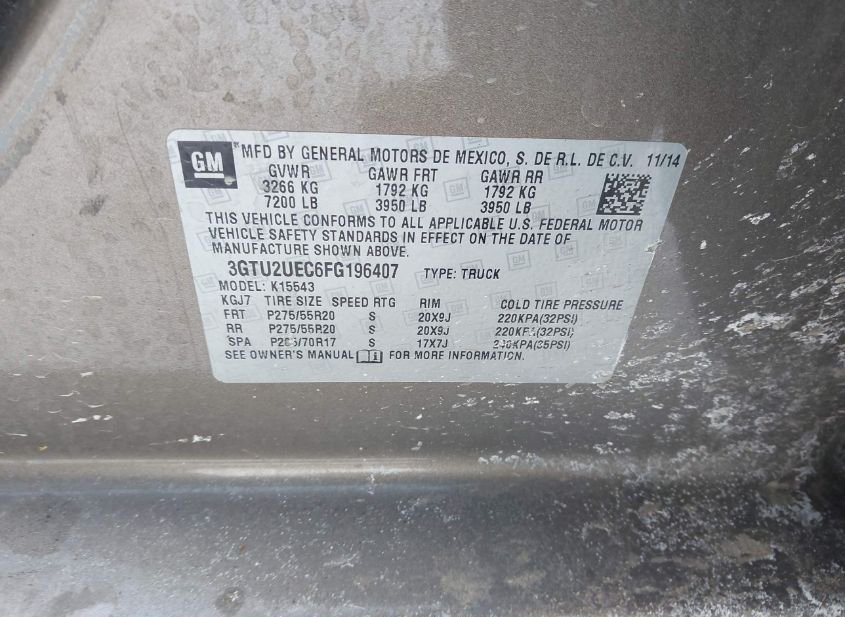 GM
MFD BY GENERAL MOTORS DE MEXICO, S. DE R.L. DE C.V. 11/14
GVWR GAWR FRT GAWR RR
3266 KG 1792 KG 1792 KG
7200 LB 3950 LB 3950 LB
THIS VEHICLE CONFORMS TO ALL APPLICABLE U.S. FEDERAL MOTOR
VEHICLE SAFETY STANDARDS IN EFFECT ON THE DATE OF
MANUFACTURE SHOWN ABOVE.
3GTU2UEC6FG196407 TYPE: TRUCK
MODEL: K15543
KGJ7 TIRE SIZE SPEED RTG RIM COLD TIRE PRESSURE
FRT P275/55R20 S 20X9J 220KPA(32PSI)
RR P275/55R20 S 20X9J 220KPA(32PSI)
SPA S 17X7J 240KPA(35PSI)
SEE OWNER'S MANUAL FOR MORE INFORMATION.